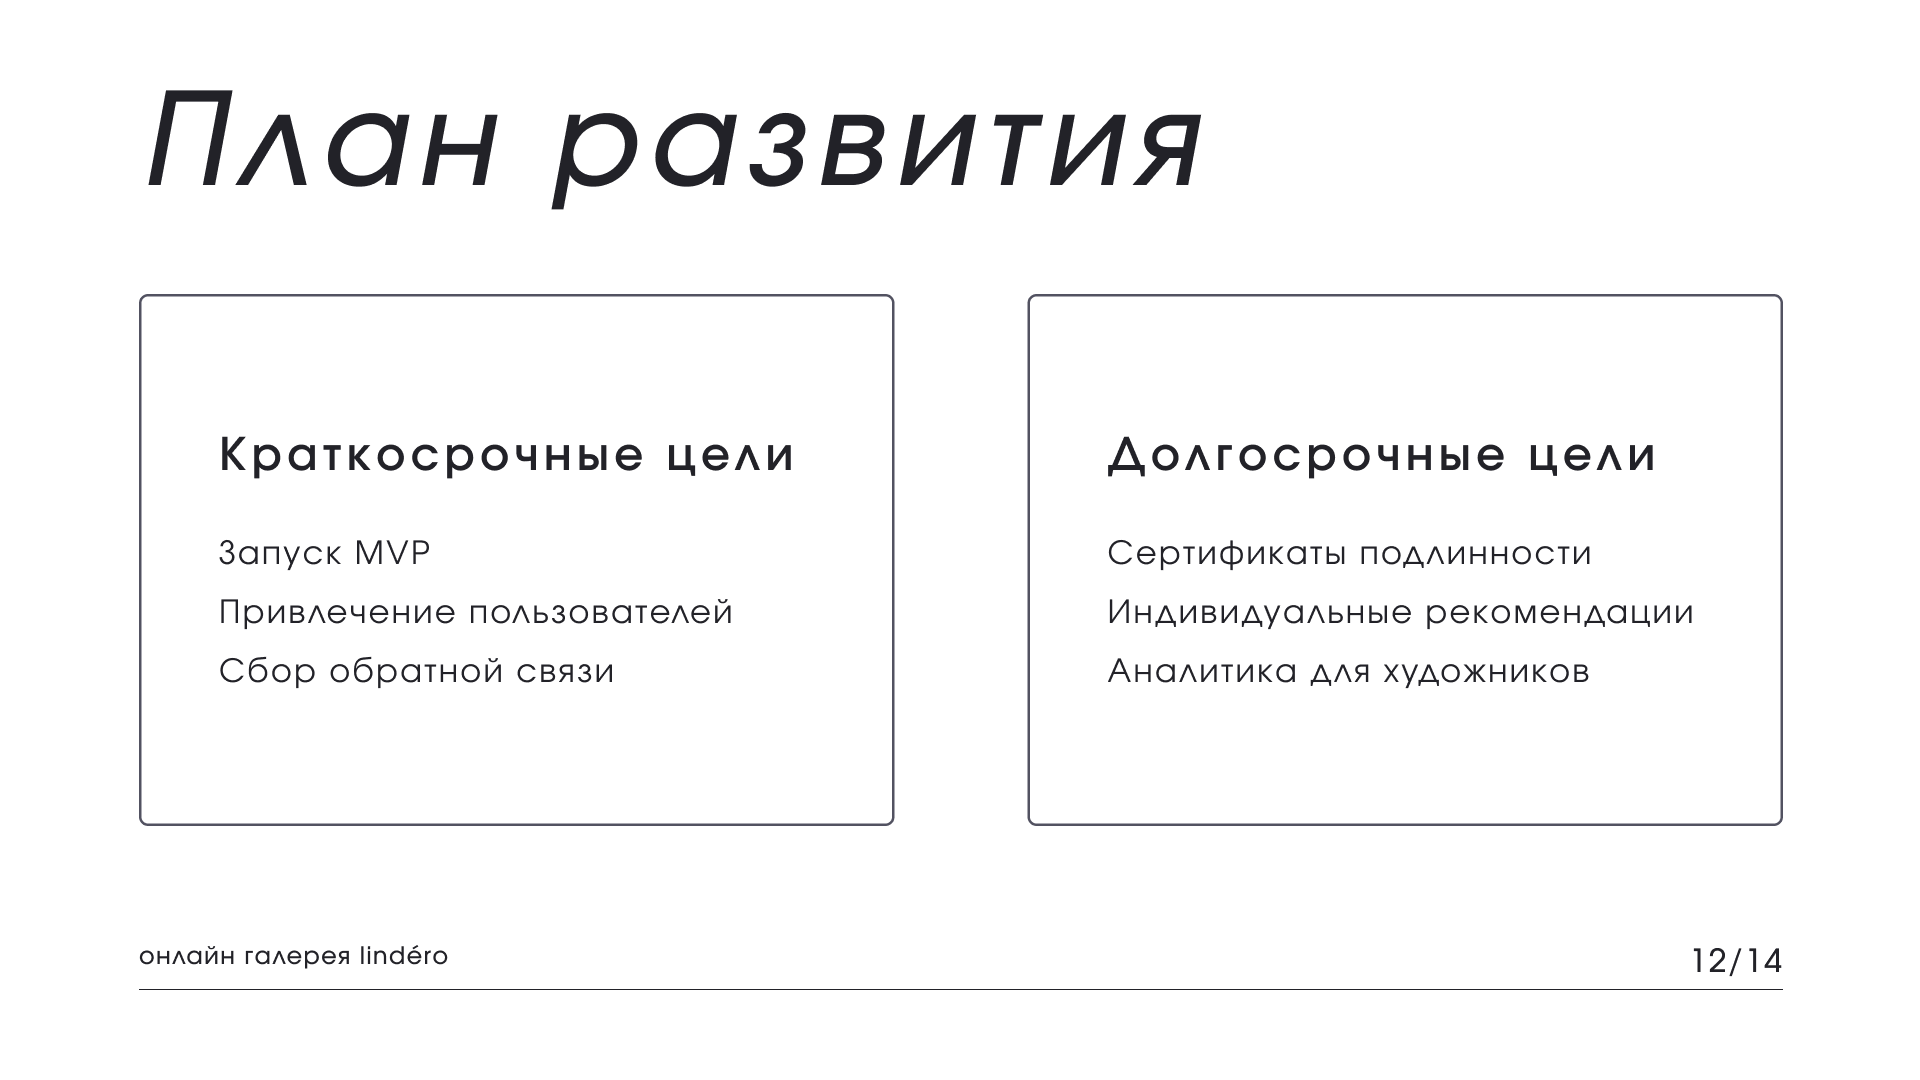 План развития
Краткосрочные цели
Запуск MVP
Привлечение пользователей
Сбор обратной связи
Долгосрочные цели
Сертификаты подлинности
Индивидуальные рекомендации
Аналитика для художников
онлайн галерея lindéro
12/14